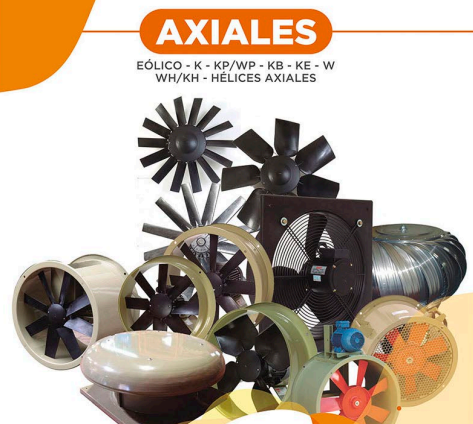 AXIALES
EÓLICO - K - KP/WP - KB - KE - W
WH/KH - HÉLICES AXIALES